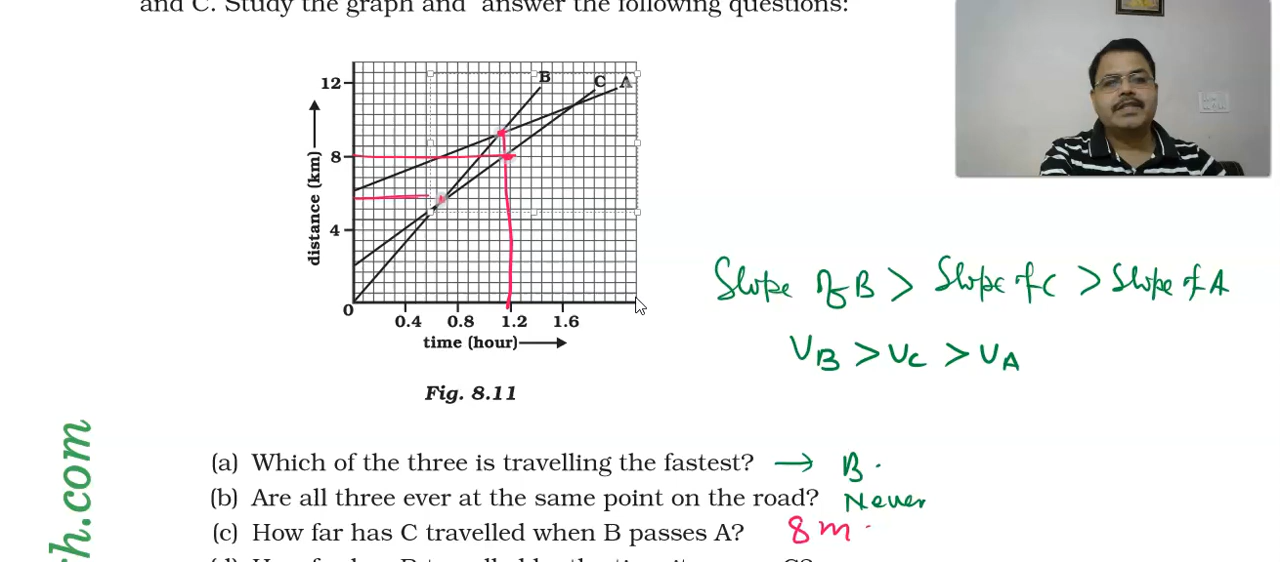 and C. Study the graph and answer the following questions:
12
B
C
A
8
4
0
distance (km)
0.4
0.8
1.2
1.6
time (hour)
Fig. 8.11
Slope of B > Slope of C > Slope of A
VB > VC > VA
(a) Which of the three is travelling the fastest? → B.
(b) Are all three ever at the same point on the road? Never
(c) How far has C travelled when B passes A? 8 m.
h.com